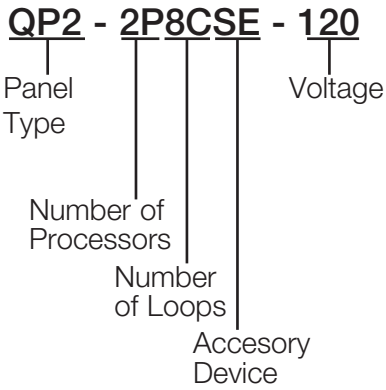 QP2 - 2P8CSE - 120
Panel
Type
Voltage
Number of
Processors
Number
of Loops
Accesory
Device